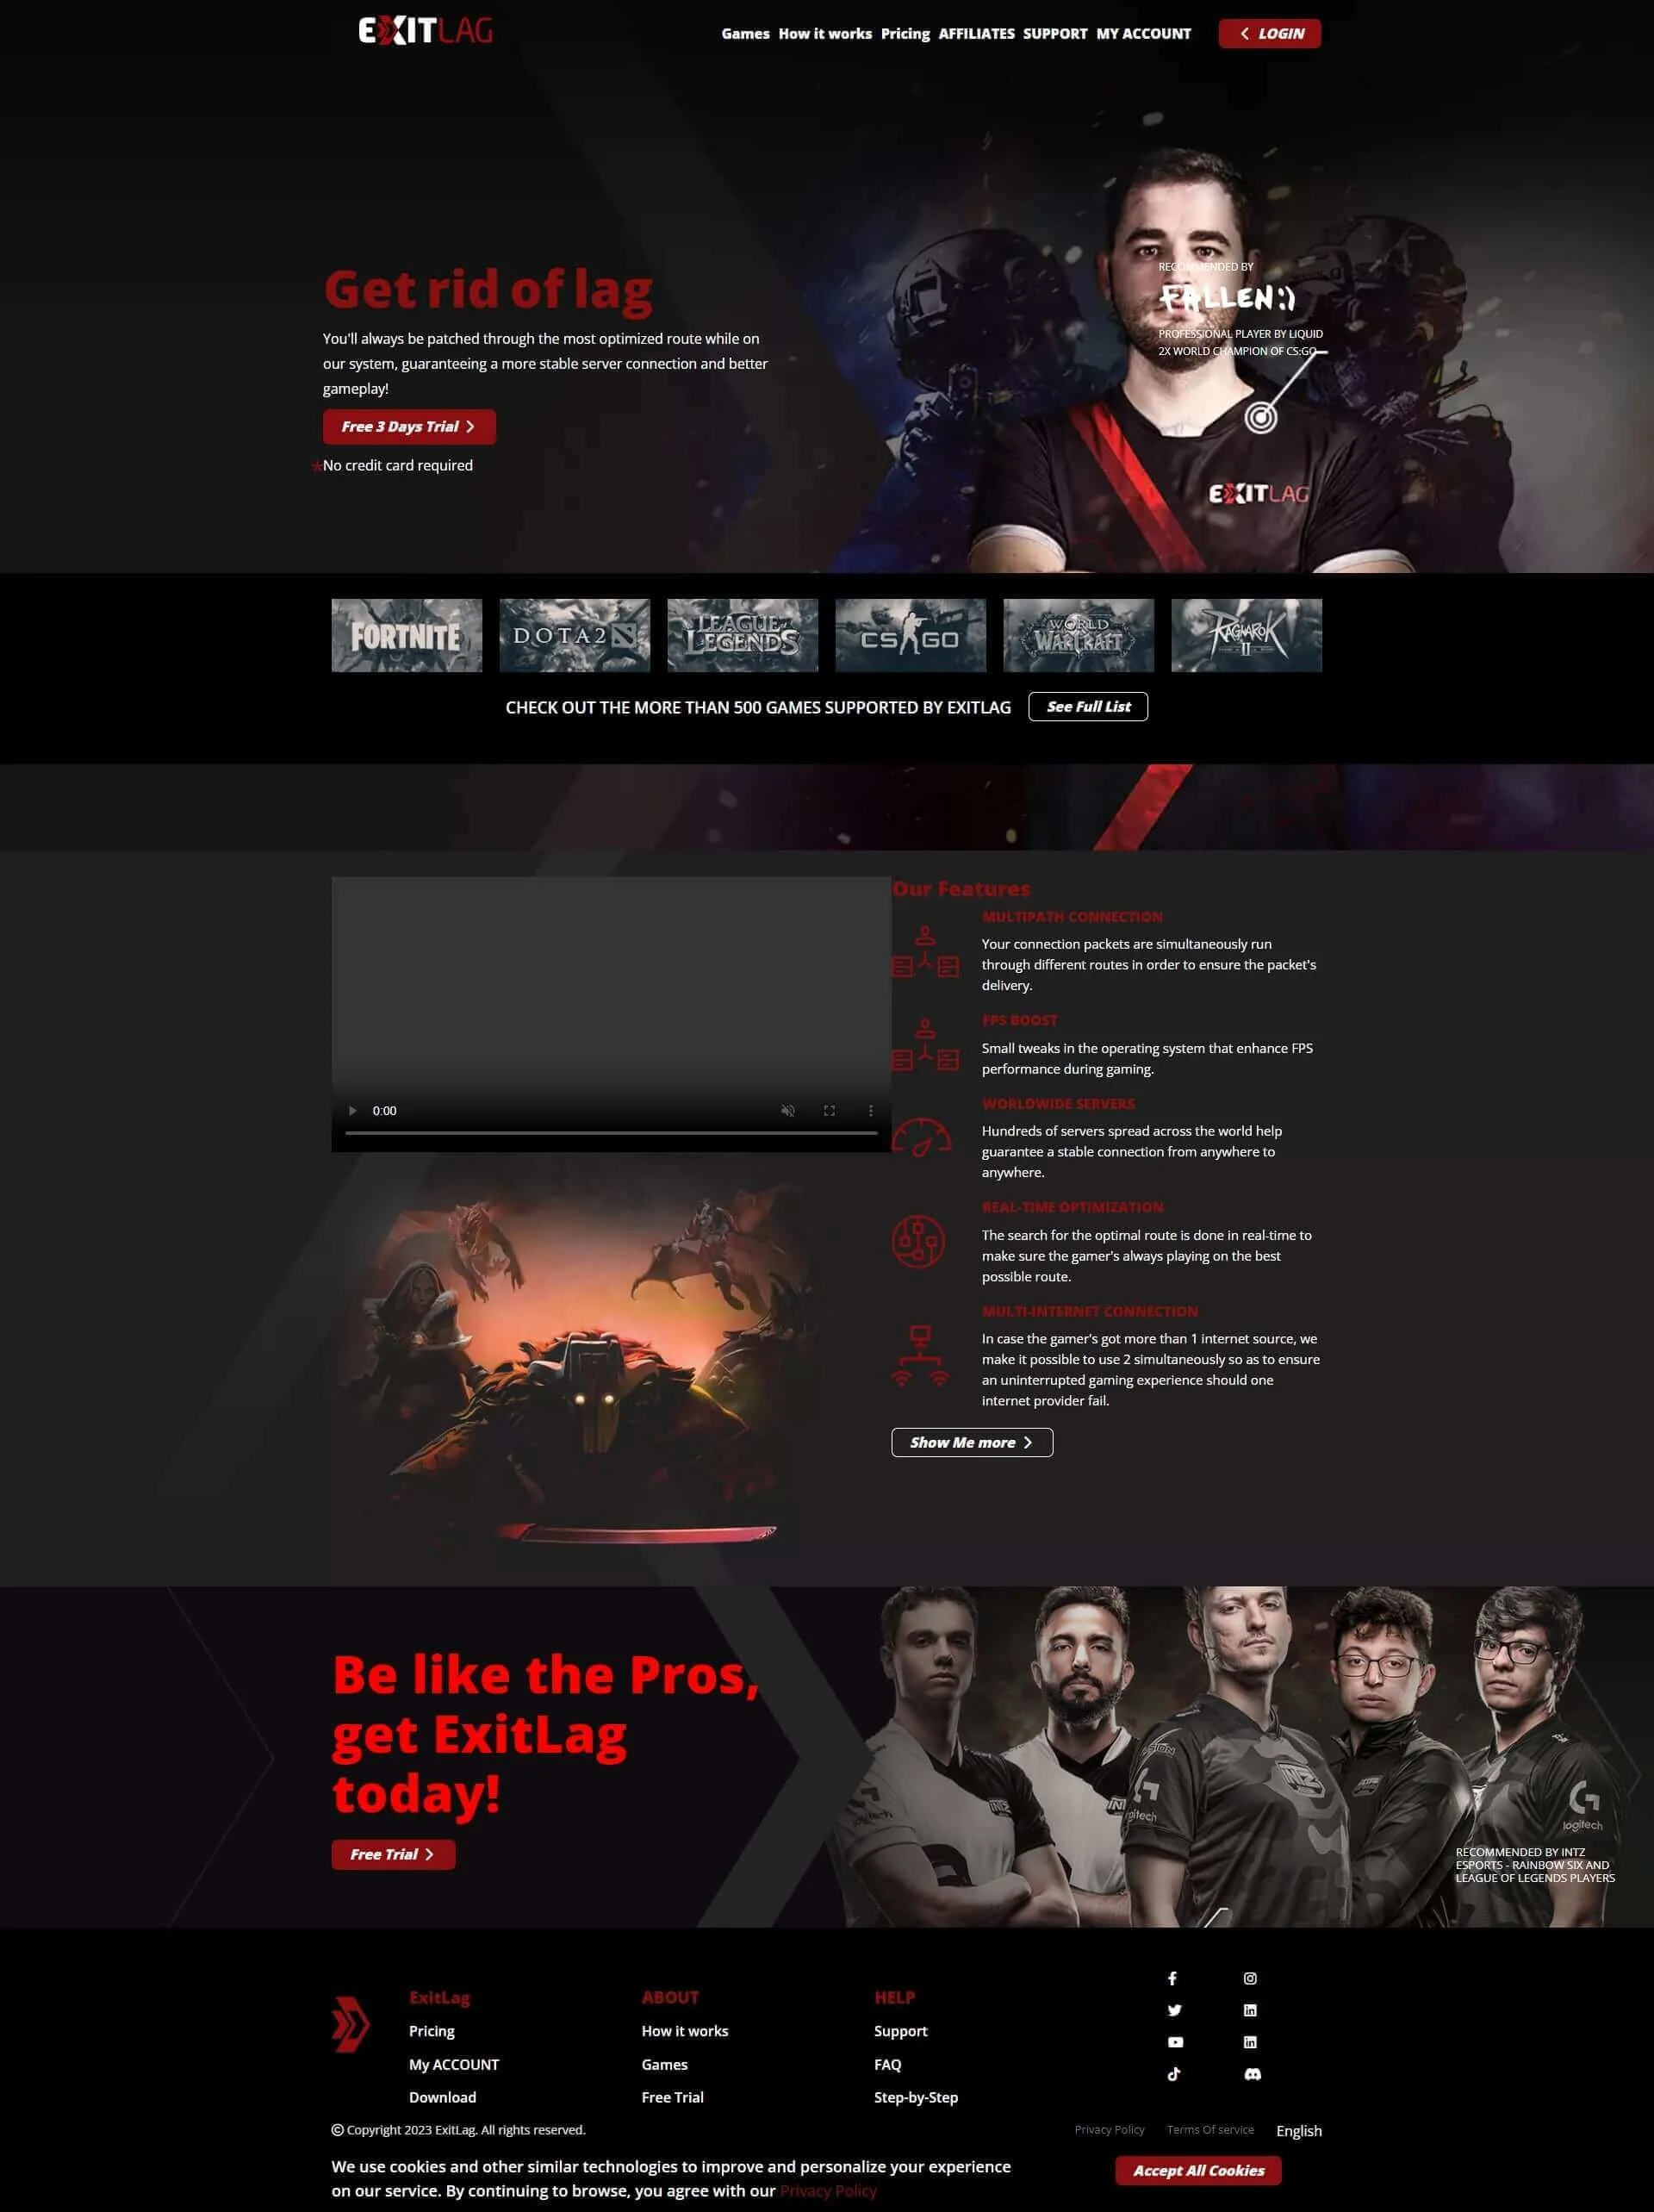 EXITLAG
Games How it works Pricing AFFILIATES SUPPORT MY ACCOUNT LOGIN
RECOMMENDED BY
FALLEN:)
PROFESSIONAL PLAYER BY LIQUID
2X WORLD CHAMPION OF CS:GO
Get rid of lag
You'll always be patched through the most optimized route while on
our system, guaranteeing a more stable server connection and better
gameplay!
Free 3 Days Trial
*No credit card required
EXITLAG
FORTNITE
DOTA 2
LEAGUE OF LEGENDS
CS GO
WORLD OF WARCRAFT
RAGNAROK II
CHECK OUT THE MORE THAN 500 GAMES SUPPORTED BY EXITLAG See Full List
0:00
Our Features
MULTIPATH CONNECTION
Your connection packets are simultaneously run
through different routes in order to ensure the packet's
delivery.
FPS BOOST
Small tweaks in the operating system that enhance FPS
performance during gaming.
WORLDWIDE SERVERS
Hundreds of servers spread across the world help
guarantee a stable connection from anywhere to
anywhere.
REAL-TIME OPTIMIZATION
The search for the optimal route is done in real-time to
make sure the gamer's always playing on the best
possible route.
MULTI-INTERNET CONNECTION
In case the gamer's got more than 1 internet source, we
make it possible to use 2 simultaneously so as to ensure
an uninterrupted gaming experience should one
internet provider fail.
Show Me more
Be like the Pros,
get ExitLag
today!
Free Trial
INTZ
logitech
logitech
RECOMMENDED BY INTZ
ESPORTS - RAINBOW SIX AND
LEAGUE OF LEGENDS PLAYERS
ExitLag
Pricing
My ACCOUNT
Download
ABOUT
How it works
Games
Free Trial
HELP
Support
FAQ
Step-by-Step
© Copyright 2023 ExitLag. All rights reserved.
Privacy Policy Terms Of service English
We use cookies and other similar technologies to improve and personalize your experience
on our service. By continuing to browse, you agree with our Privacy Policy
Accept All Cookies